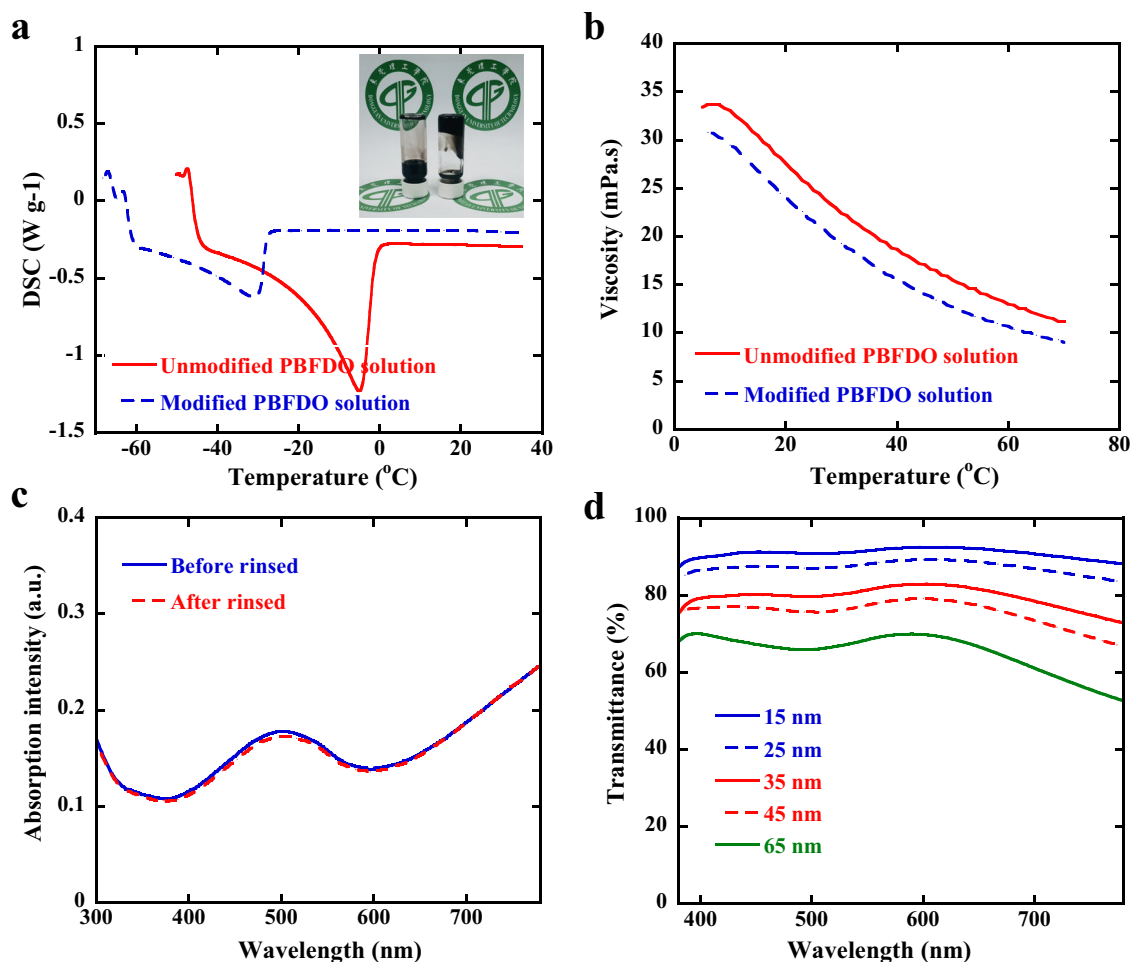 a
1
0.5
0
-0.5
-1
-1.5
DSC (W g-1)
-60
-40
-20
0
20
40
Temperature (°C)
Unmodified PBFDO solution
Modified PBFDO solution
b
40
35
30
25
20
15
10
5
0
Viscosity (mPa.s)
0
20
40
60
80
Temperature (°C)
Unmodified PBFDO solution
Modified PBFDO solution
c
0.4
0.3
0.2
0.1
0
Absorption intensity (a.u.)
300
400
500
600
700
Wavelength (nm)
Before rinsed
After rinsed
d
100
80
60
40
20
0
Transmittance (%)
400
500
600
700
Wavelength (nm)
15 nm
25 nm
35 nm
45 nm
65 nm